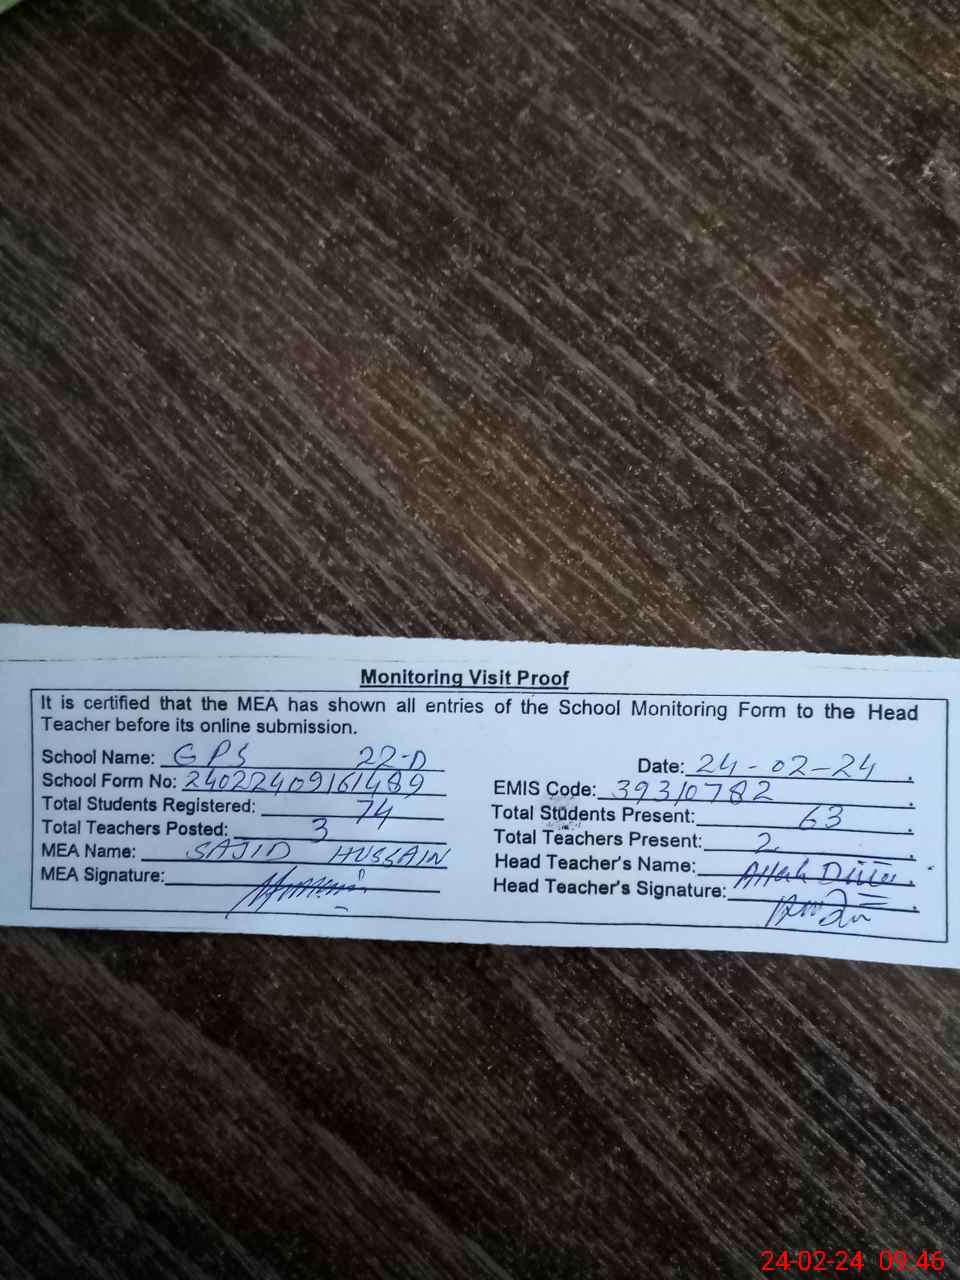 Monitoring Visit Proof
It is certified that the MEA has shown all entries of the School Monitoring Form to the Head
Teacher before its online submission.
School Name: GPS 22-D
Date: 24-02-24.
School Form No: 24022409161489
EMIS Code: 39310782.
Total Students Registered: 74
Total Students Present: 63.
Total Teachers Posted: 3
Total Teachers Present: 2.
MEA Name: SAJID HUSSAIN
Head Teacher's Name: Allah
MEA Signature:
Head Teacher's Signature:
24-02-24 09:46